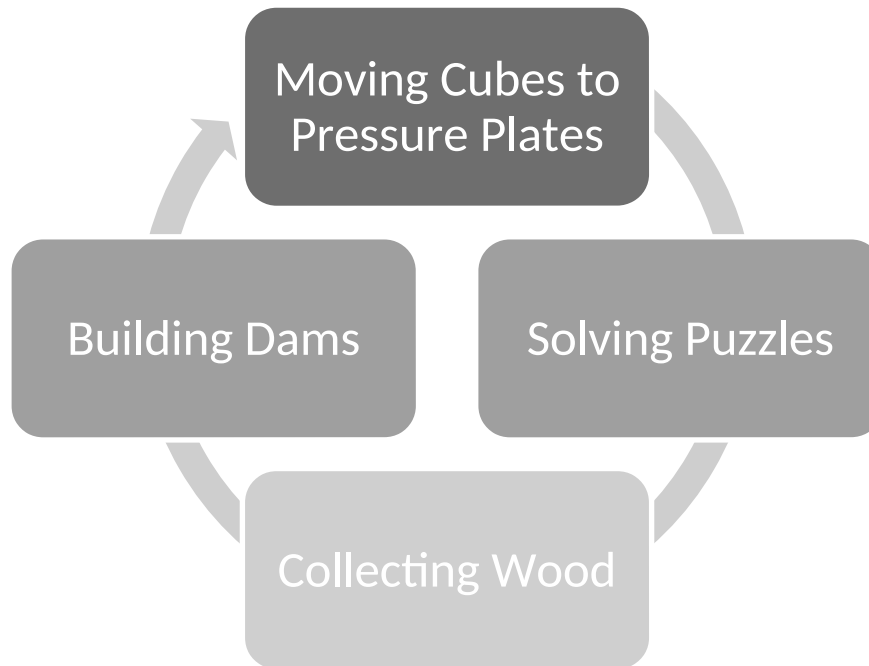 Moving Cubes to
Pressure Plates
Building Dams
Solving Puzzles
Collecting Wood